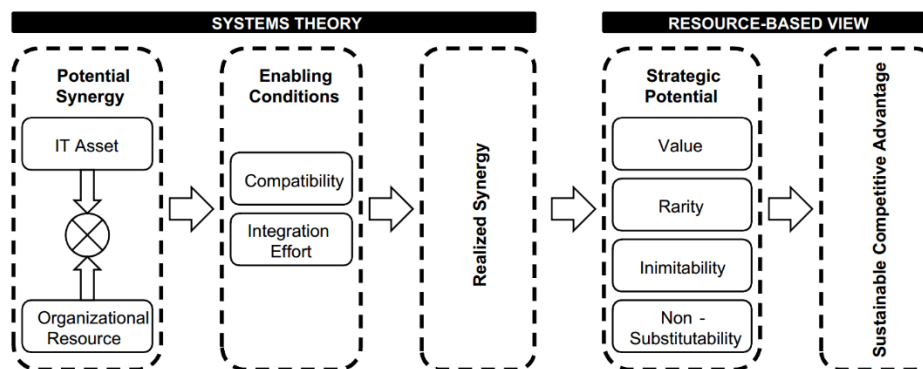 SYSTEMS THEORY
RESOURCE-BASED VIEW
Potential
Synergy
IT Asset
Organizational
Resource
Enabling
Conditions
Compatibility
Integration
Effort
Realized Synergy
Strategic
Potential
Value
Rarity
Inimitability
Non -
Substitutability
Sustainable Competitive Advantage